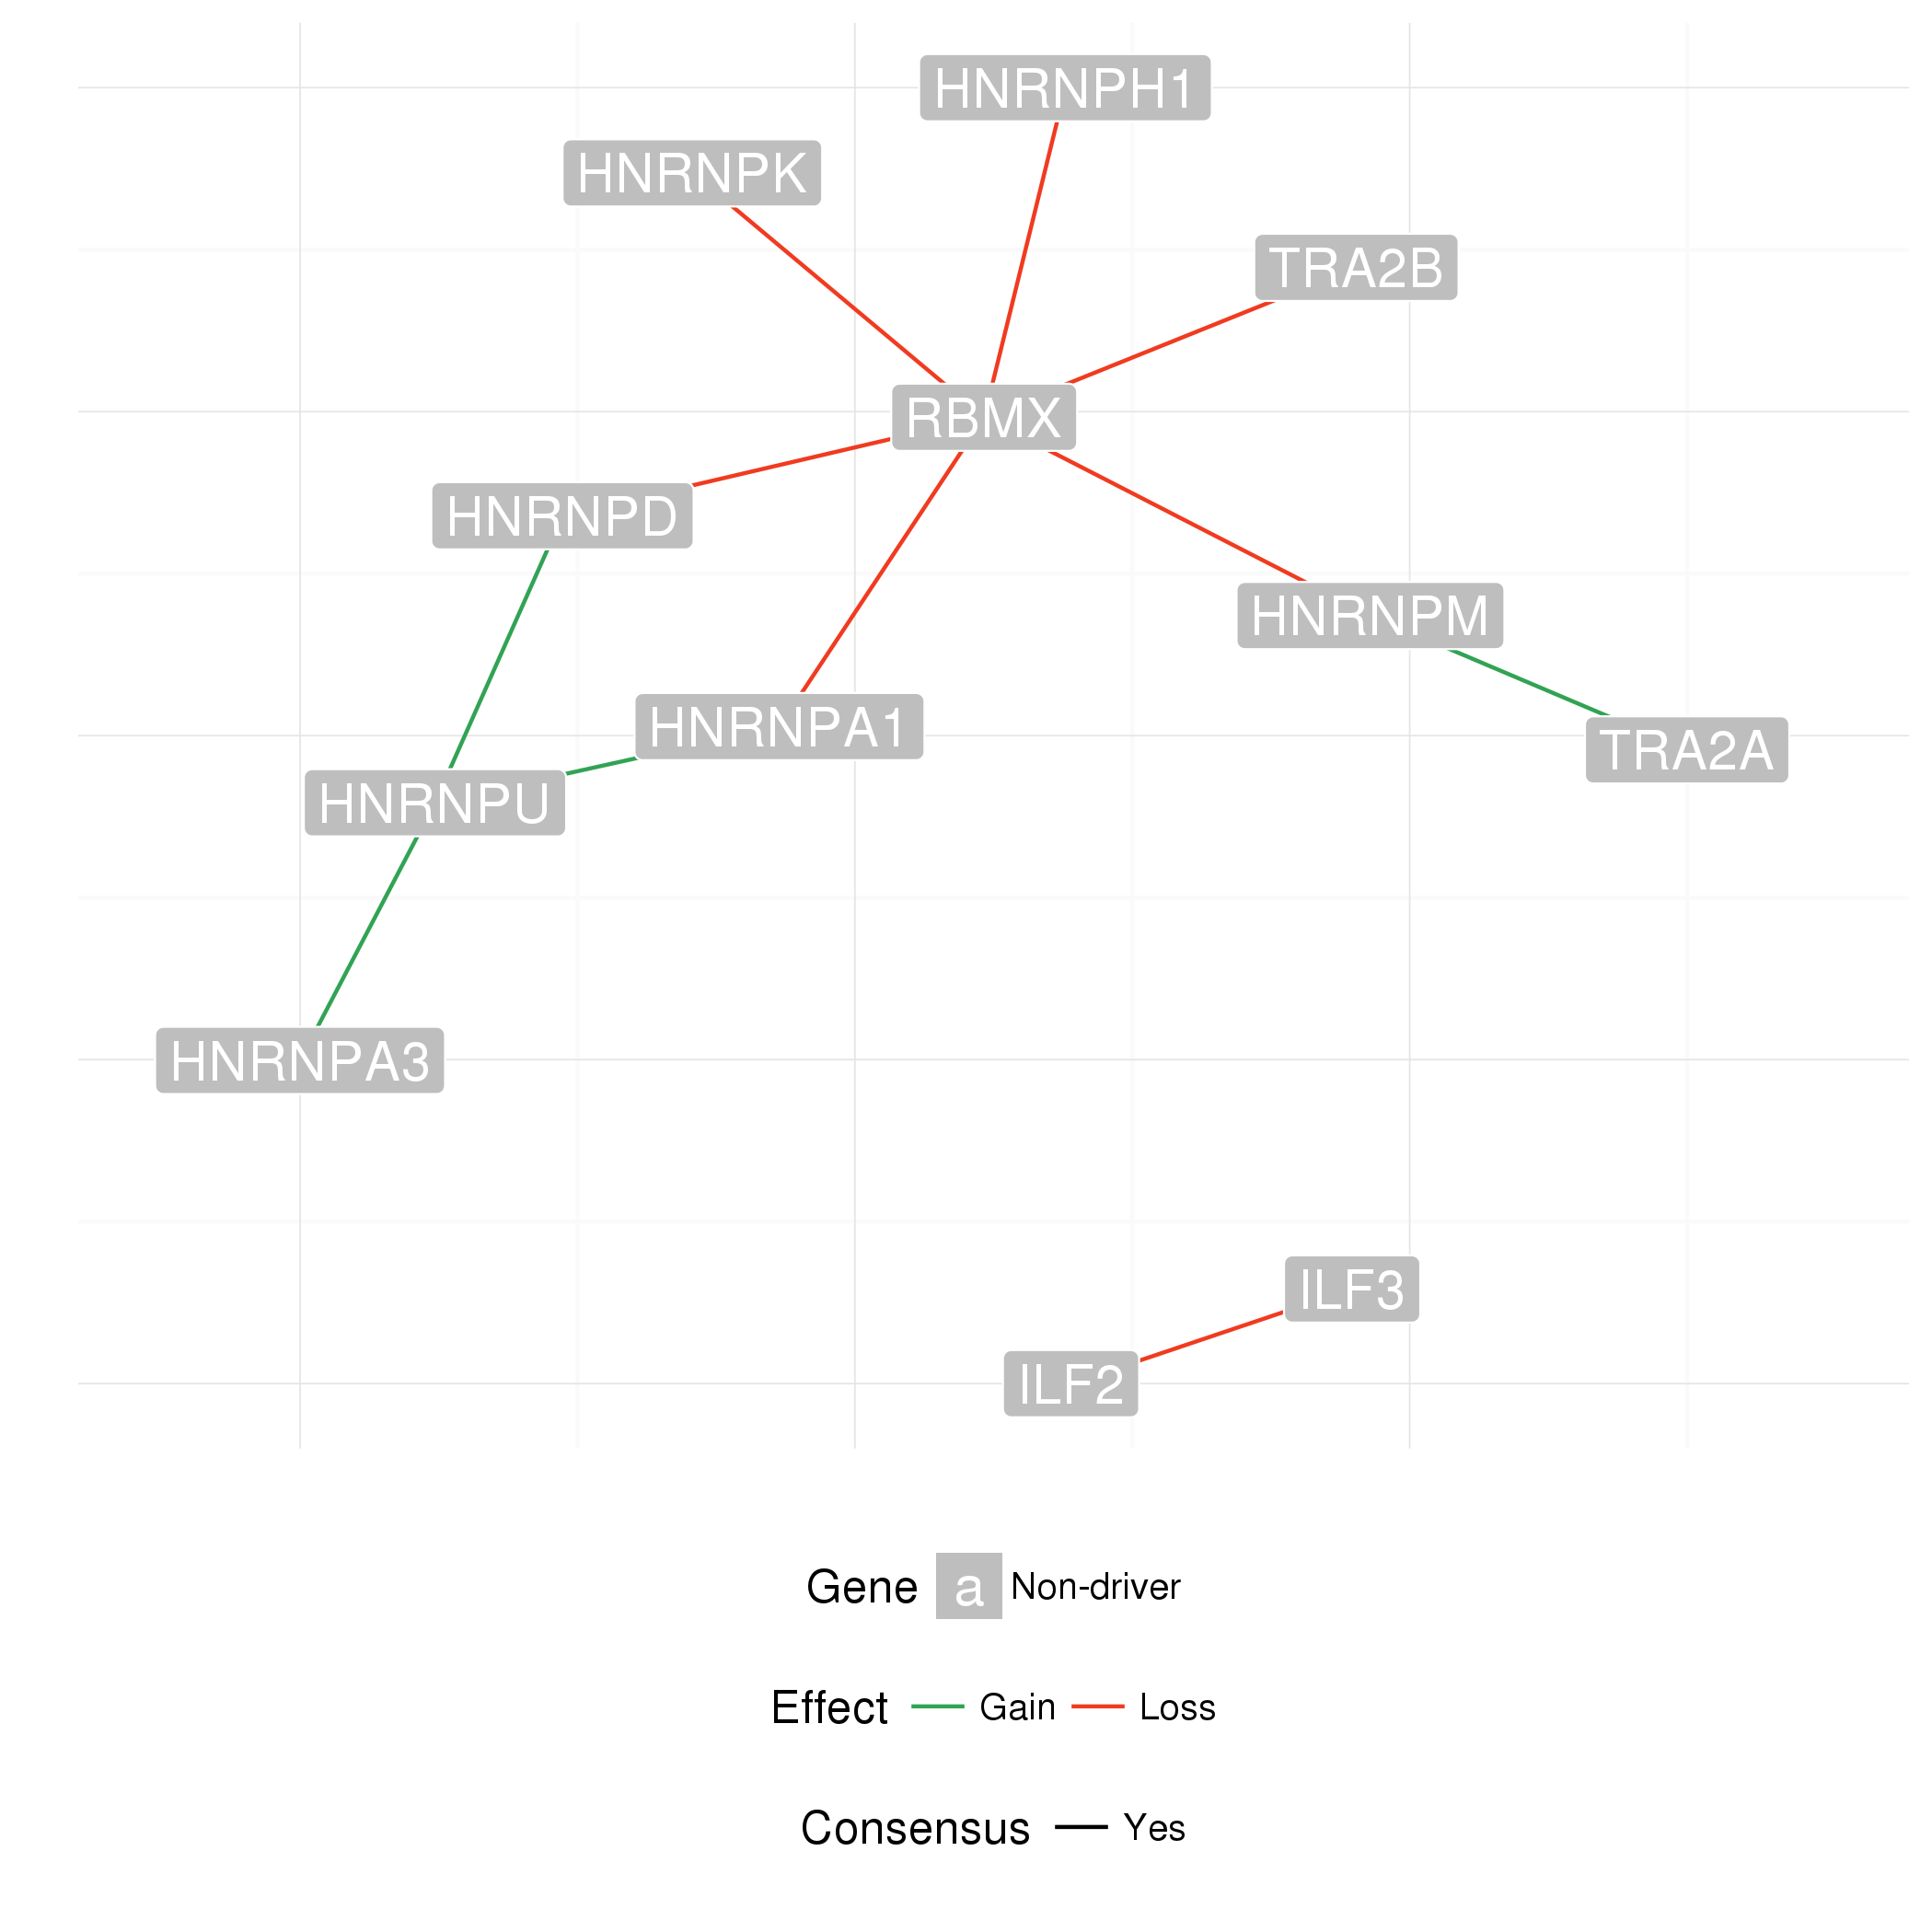 HNRNPH1
HNRNPK
TRA2B
RBMX
HNRNPD
HNRNPM
HNRNPA1
TRA2A
HNRNPU
HNRNPA3
ILF3
ILF2
Gene a Non-driver
Effect Gain Loss
Consensus Yes